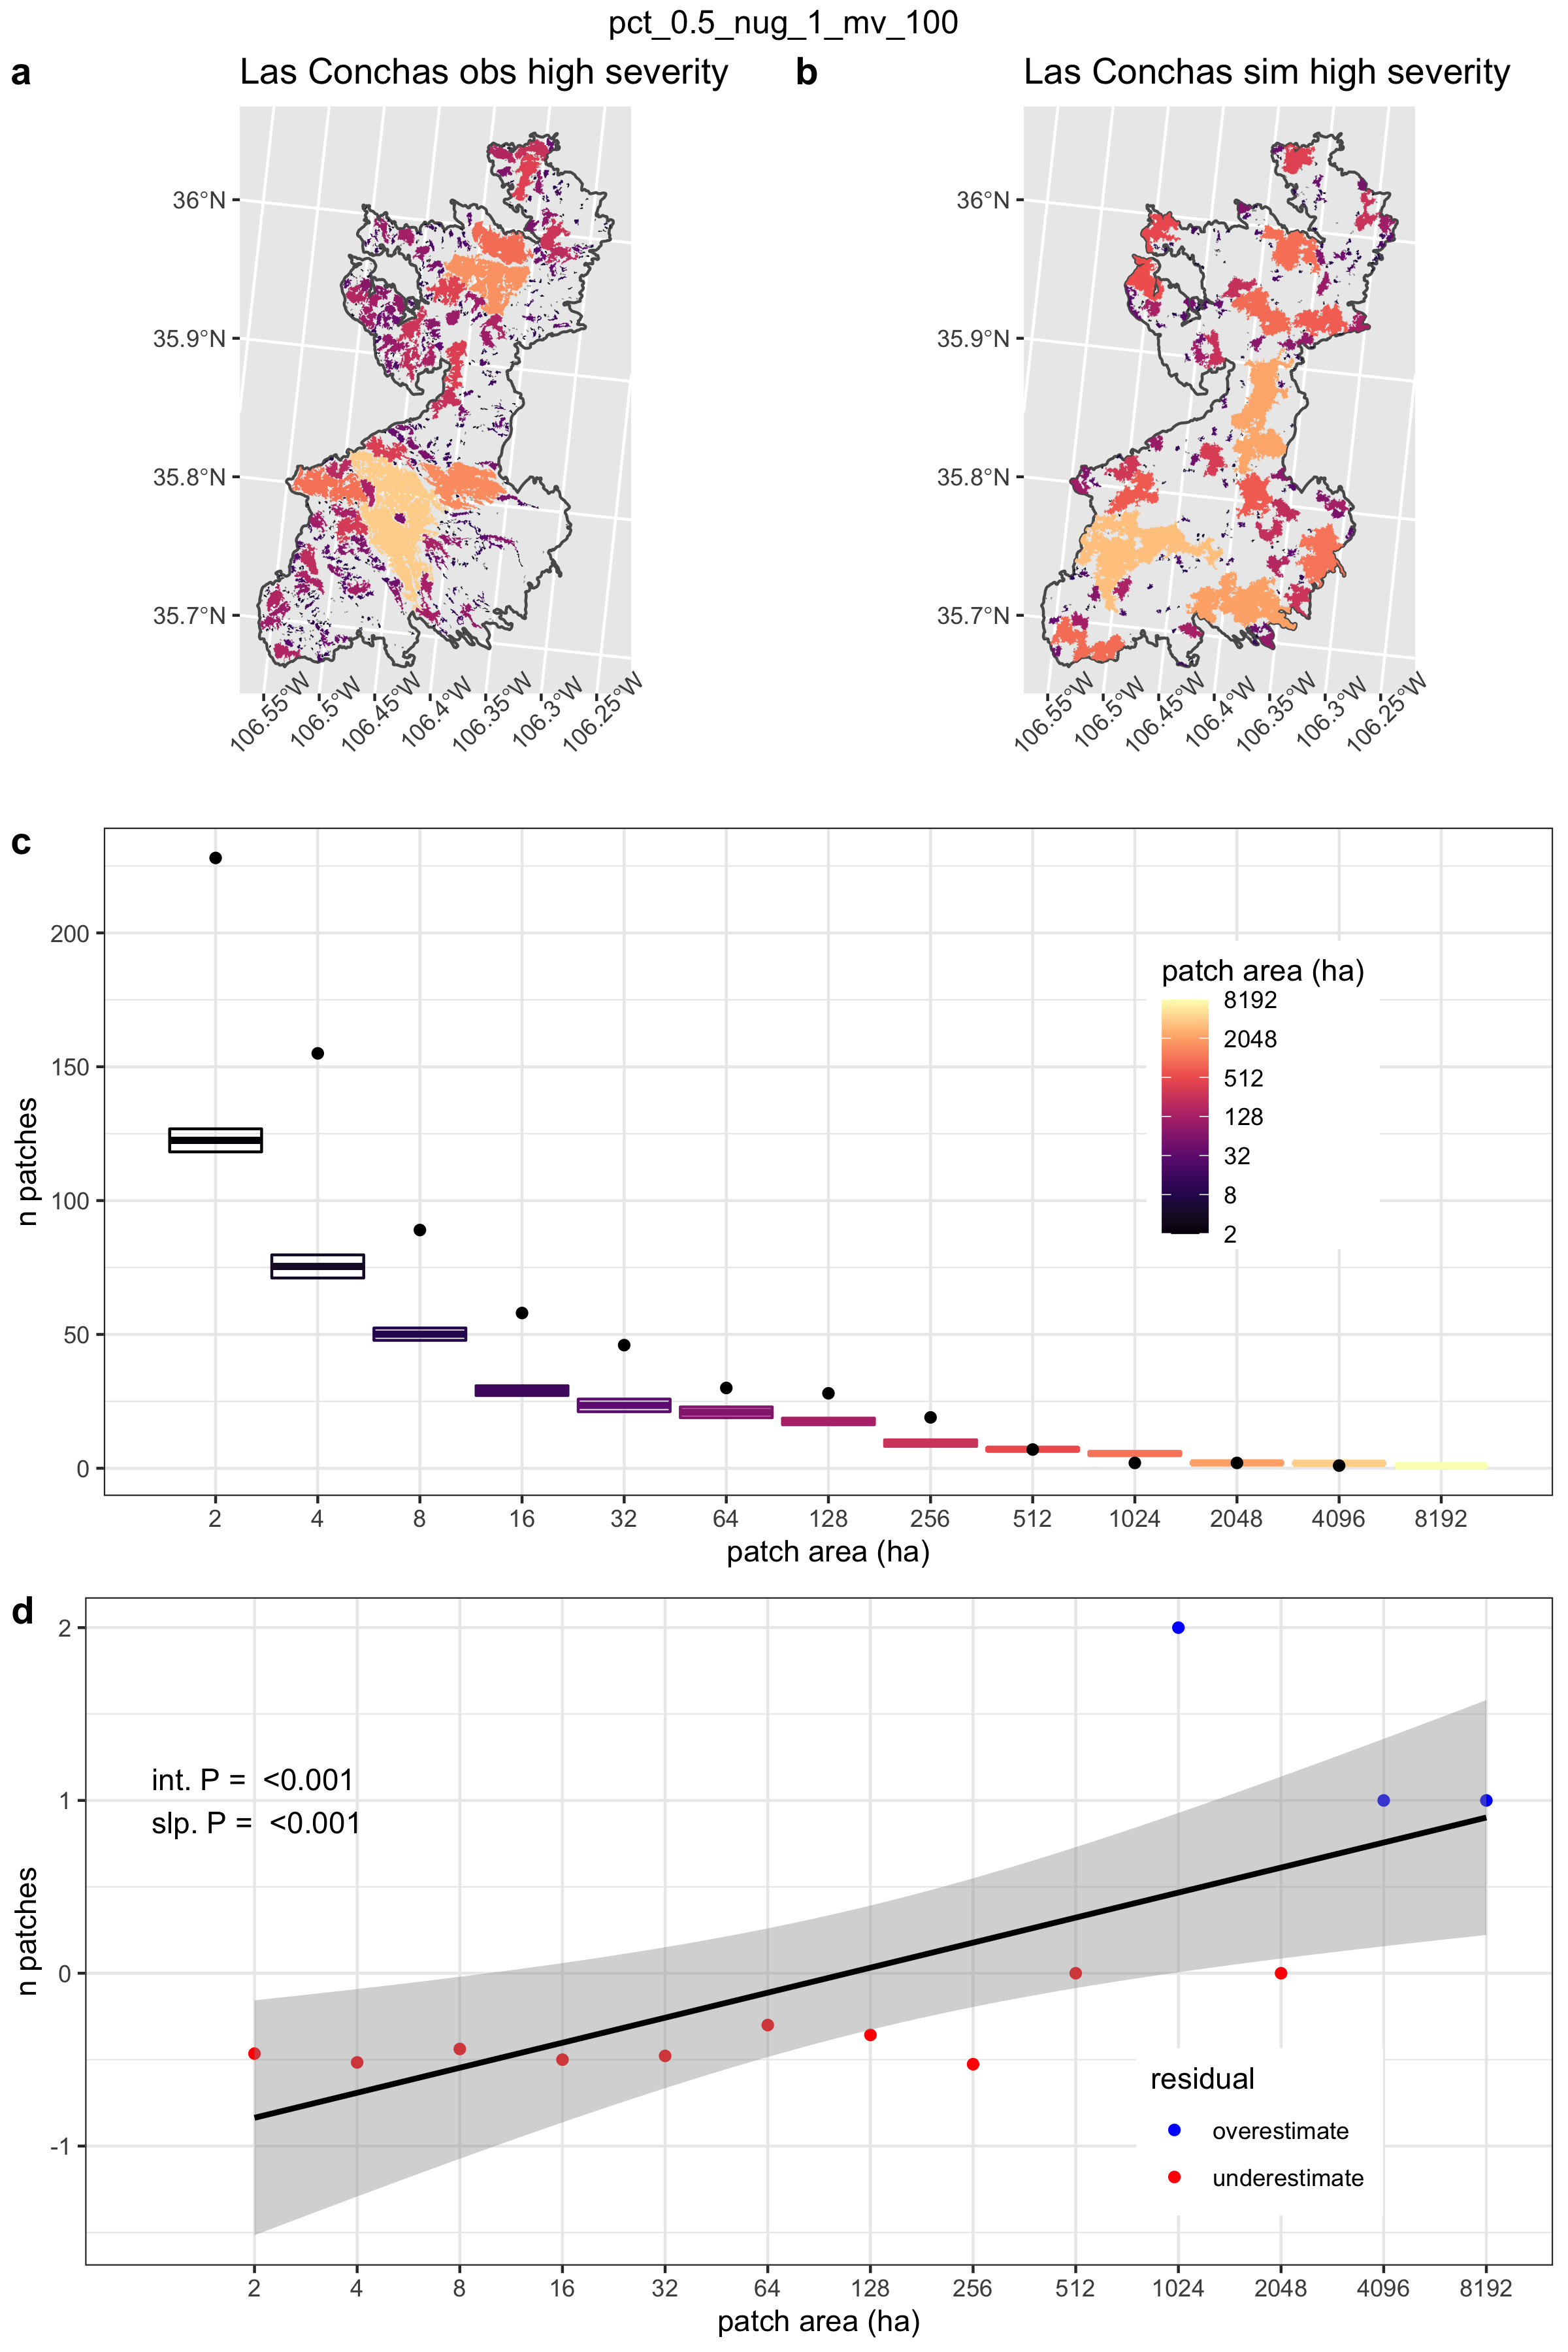 pct_0.5_nug_1_mv_100
a
Las Conchas obs high severity
b
Las Conchas sim high severity
36°N
35.9°N
35.8°N
35.7°N
106.55°W
106.5°W
106.45°W
106.4°W
106.35°W
106.3°W
106.25°W
36°N
35.9°N
35.8°N
35.7°N
106.55°W
106.5°W
106.45°W
106.4°W
106.35°W
106.3°W
106.25°W
c
n patches
200
150
100
50
0
patch area (ha)
8192
2048
512
128
32
8
2
2 4 8 16 32 64 128 256 512 1024 2048 4096 8192
patch area (ha)
d
n patches
2
1
0
-1
int. P = <0.001
slp. P = <0.001
residual
overestimate
underestimate
2 4 8 16 32 64 128 256 512 1024 2048 4096 8192
patch area (ha)